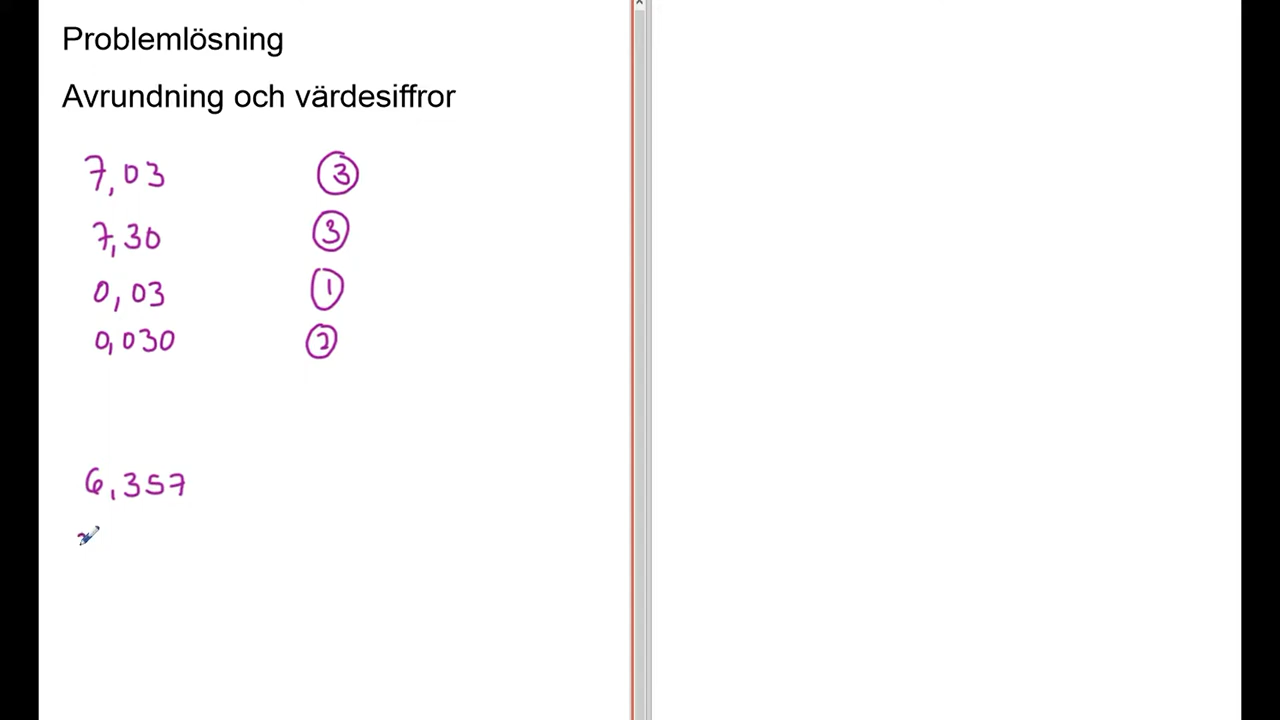 Problemlösning
Avrundning och värdesiffror
7,03 3
7,30 3
0,03 1
0,030 2
6,357